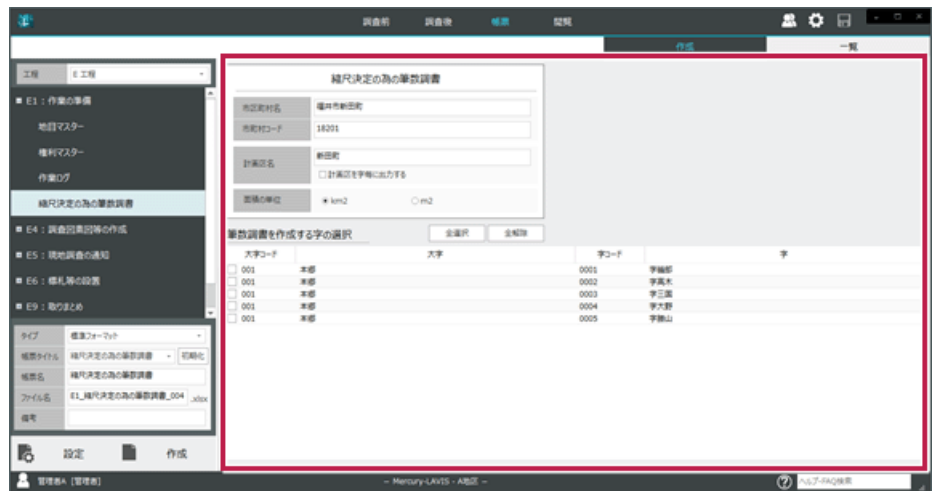 調査前 調査後 帳票 閲覧
作成 一覧
工程 E 工程
E1：作業の準備
地目マスター
権利マスター
作業ログ
縮尺決定の為の筆数調書
E4：調査図素図等の作成
E5：現地調査の通知
E6：標札等の設置
E9：取りまとめ
タイプ 標準フォーマット
帳票タイトル 縮尺決定の為の筆数調書 初期化
帳票名 縮尺決定の為の筆数調書
ファイル名 E1_縮尺決定の為の筆数調書_004 .xlsx
備考
設定 作成
縮尺決定の為の筆数調書
市区町村名 福井市新田町
市町村コード 18201
計画区名 新田町
計画区を字毎に出力する
面積の単位 km2 m2
筆数調書を作成する字の選択 全選択 全解除
大字コード 大字 字コード 字
001 本郷 0001 字磯部
001 本郷 0002 字高木
001 本郷 0003 字三国
001 本郷 0004 字大野
001 本郷 0005 字勝山
管理者A [管理者] － Mercury-LAVIS - A地区 － ヘルプ・FAQ検索